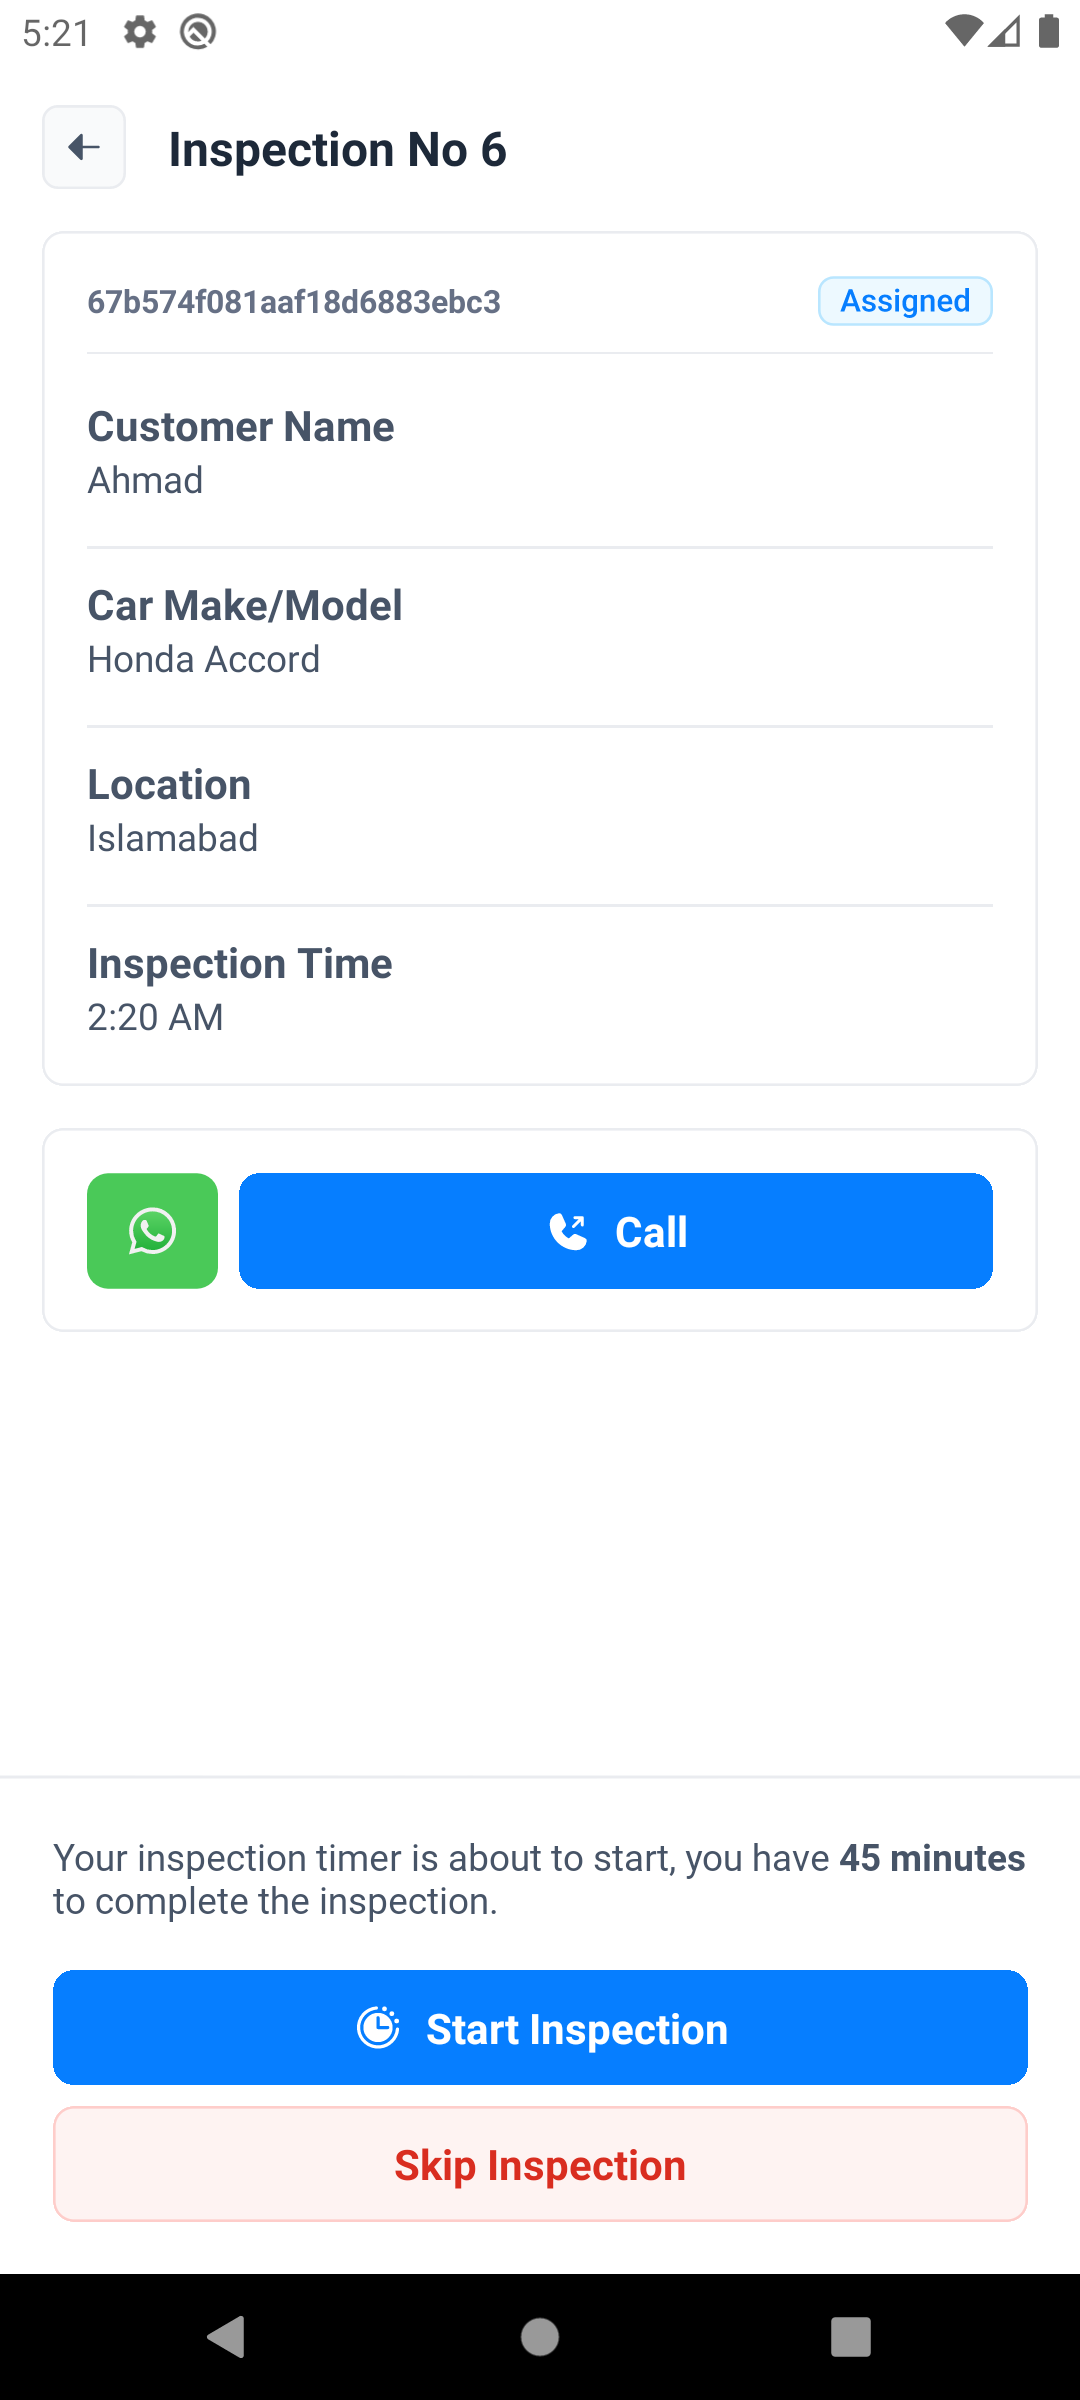 5:21
Inspection No 6
67b574f081aaf18d6883ebc3
Assigned
Customer Name
Ahmad
Car Make/Model
Honda Accord
Location
Islamabad
Inspection Time
2:20 AM
Call
Your inspection timer is about to start, you have 45 minutes
to complete the inspection.
Start Inspection
Skip Inspection